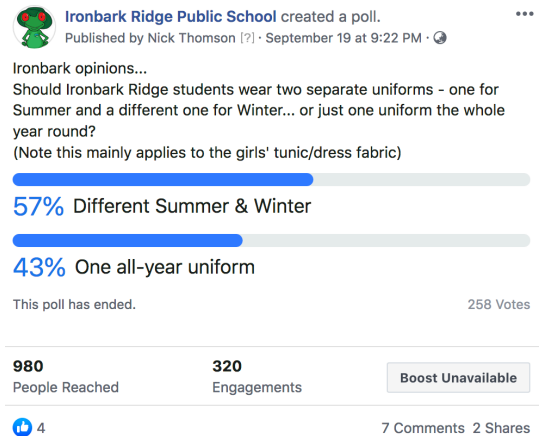 Ironbark Ridge Public School created a poll.
Published by Nick Thomson [?] · September 19 at 9:22 PM ·
Ironbark opinions...
Should Ironbark Ridge students wear two separate uniforms - one for
Summer and a different one for Winter... or just one uniform the whole
year round?
(Note this mainly applies to the girls' tunic/dress fabric)
57% Different Summer & Winter
43% One all-year uniform
This poll has ended. 258 Votes
980 320
Boost Unavailable
People Reached Engagements
4 7 Comments 2 Shares